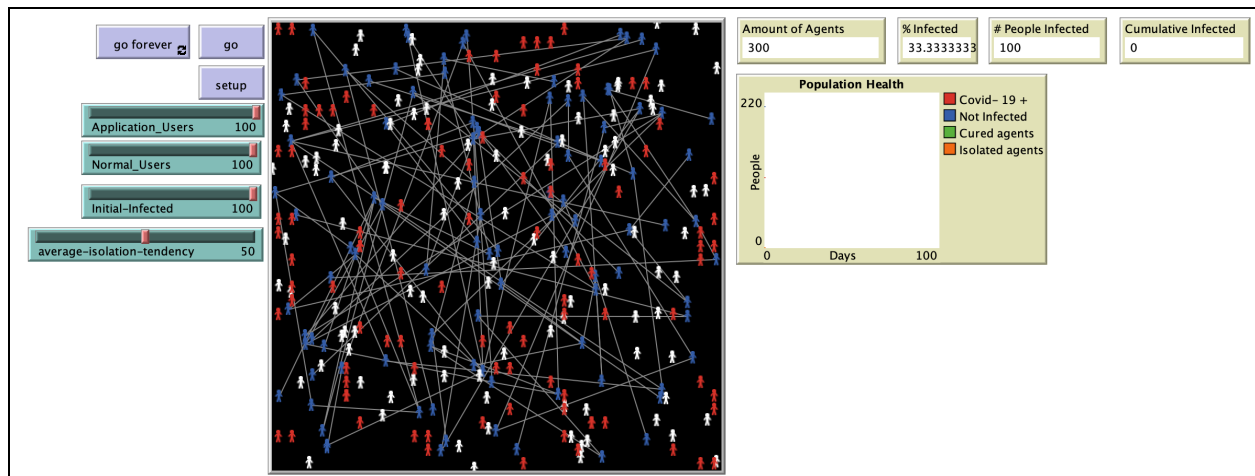 go forever
go
setup
Application_Users 100
Normal_Users 100
Initial-Infected 100
average-isolation-tendency 50
Amount of Agents
300
% Infected
33.3333333
# People Infected
100
Cumulative Infected
0
Population Health
220
People
0
0 Days 100
Covid- 19 +
Not Infected
Cured agents
Isolated agents